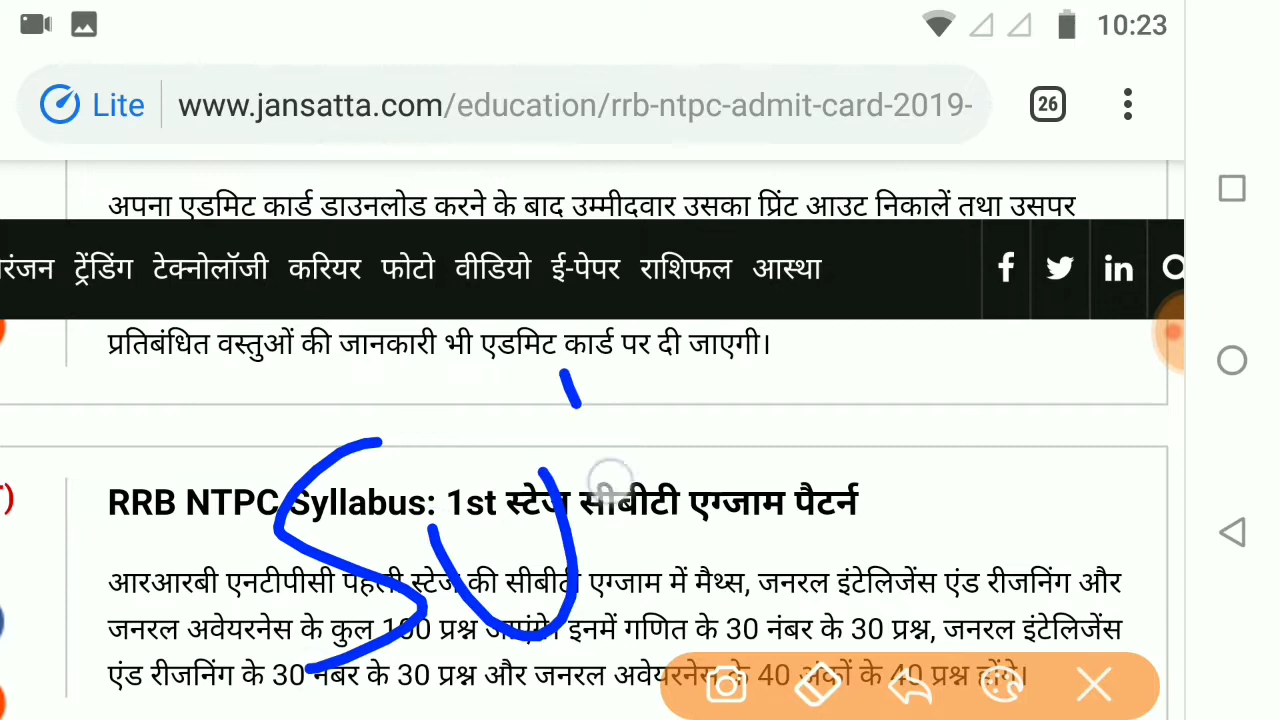 10:23
Lite www.jansatta.com/education/rrb-ntpc-admit-card-2019- 26
अपना एडमिट कार्ड डाउनलोड करने के बाद उम्मीदवार उसका प्रिंट आउट निकालें तथा उसपर
रंजन ट्रेंडिंग टेक्नोलॉजी करियर फोटो वीडियो ई-पेपर राशिफल आस्था
प्रतिबंधित वस्तुओं की जानकारी भी एडमिट कार्ड पर दी जाएगी।
RRB NTPC Syllabus: 1st स्टेज सीबीटी एग्जाम पैटर्न
आरआरबी एनटीपीसी पहली स्टेज की सीबीटी एग्जाम में मैथ्स, जनरल इंटेलिजेंस एंड रीजनिंग और
जनरल अवेयरनेस के कुल 100 प्रश्न आएंगे। इनमें गणित के 30 नंबर के 30 प्रश्न, जनरल इंटेलिजेंस
एंड रीजनिंग के 30 नंबर के 30 प्रश्न और जनरल अवेयरनेस के 40 अंकों के 40 प्रश्न होंगे।
SU